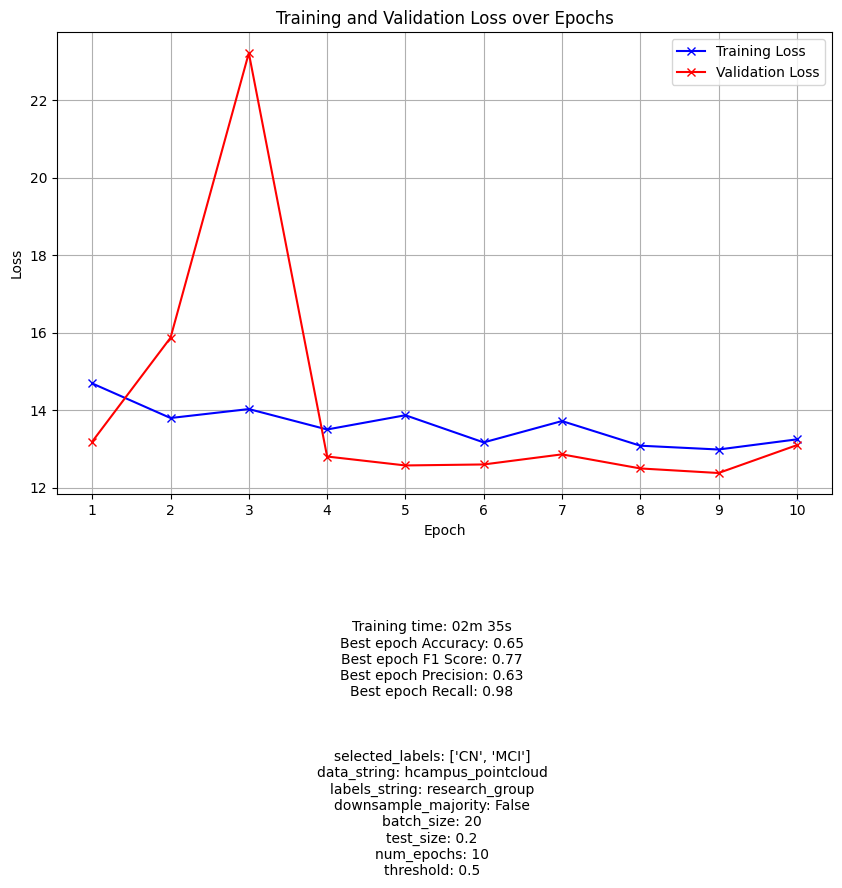 Training and Validation Loss over Epochs
Training Loss
Validation Loss
22
20
18
16
14
12
Loss
1 2 3 4 5 6 7 8 9 10
Epoch
Training time: 02m 35s
Best epoch Accuracy: 0.65
Best epoch F1 Score: 0.77
Best epoch Precision: 0.63
Best epoch Recall: 0.98
selected_labels: ['CN', 'MCI']
data_string: hcampus_pointcloud
labels_string: research_group
downsample_majority: False
batch_size: 20
test_size: 0.2
num_epochs: 10
threshold: 0.5